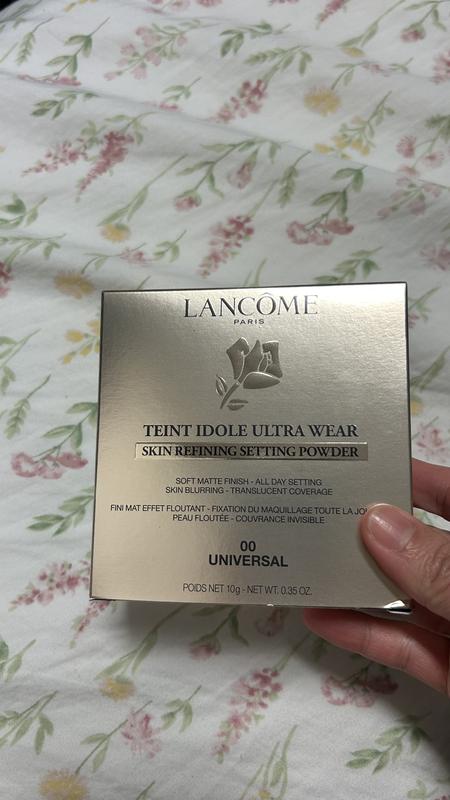 LANCÔME
PARIS
TEINT IDOLE ULTRA WEAR
SKIN REFINING SETTING POWDER
SOFT MATTE FINISH - ALL DAY SETTING
SKIN BLURRING - TRANSLUCENT COVERAGE
FINI MAT EFFET FLOUTANT - FIXATION DU MAQUILLAGE TOUTE LA
PEAU FLOUTÉE - COUVRANCE INVISIBLE
00
UNIVERSAL
POIDS NET 10g - NET WT. 0.35 OZ.